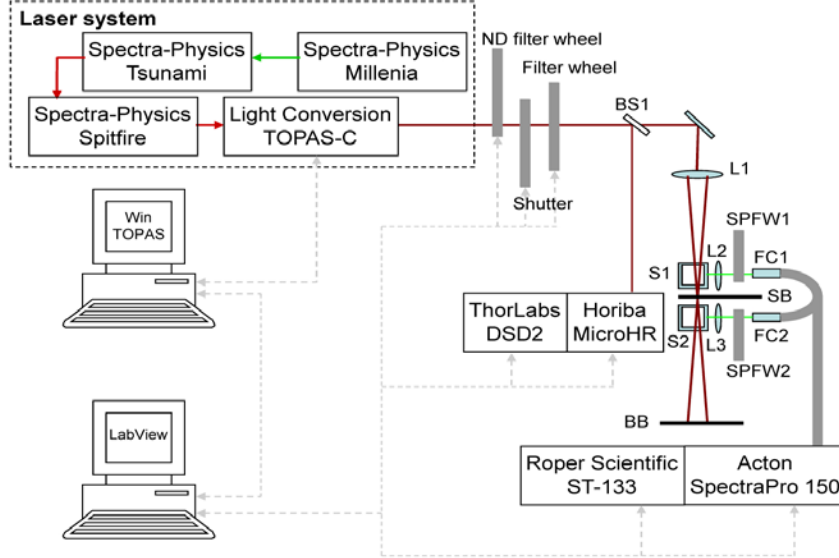 Laser system
Spectra-Physics
Tsunami
Spectra-Physics
Millenia
Spectra-Physics
Spitfire
Light Conversion
TOPAS-C
ND filter wheel
Filter wheel
Shutter
BS1
L1
SPFW1
L2
FC1
S1
SB
S2
L3
FC2
SPFW2
BB
Win
TOPAS
ThorLabs
DSD2
Horiba
MicroHR
LabView
Roper Scientific
ST-133
Acton
SpectraPro 150